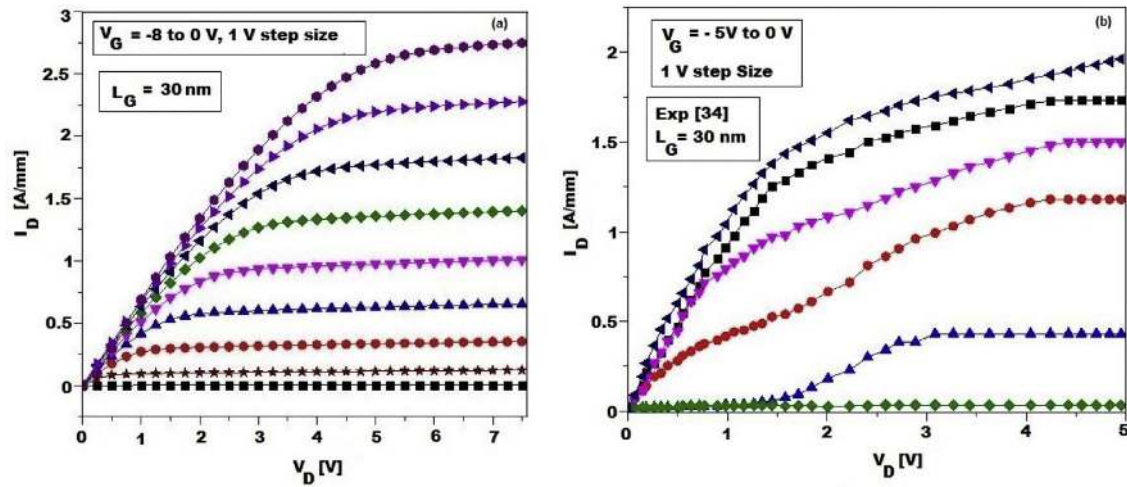 (a)
V_G = -8 to 0 V, 1 V step size
L_G = 30 nm
I_D [A/mm]
3
2.5
2
1.5
1
0.5
0
0 1 2 3 4 5 6 7
V_D [V]
(b)
V_G = - 5V to 0 V
1 V step Size
Exp [34]
L_G = 30 nm
I_D [A/mm]
2
1.5
1
0.5
0
0 1 2 3 4 5
V_D [V]